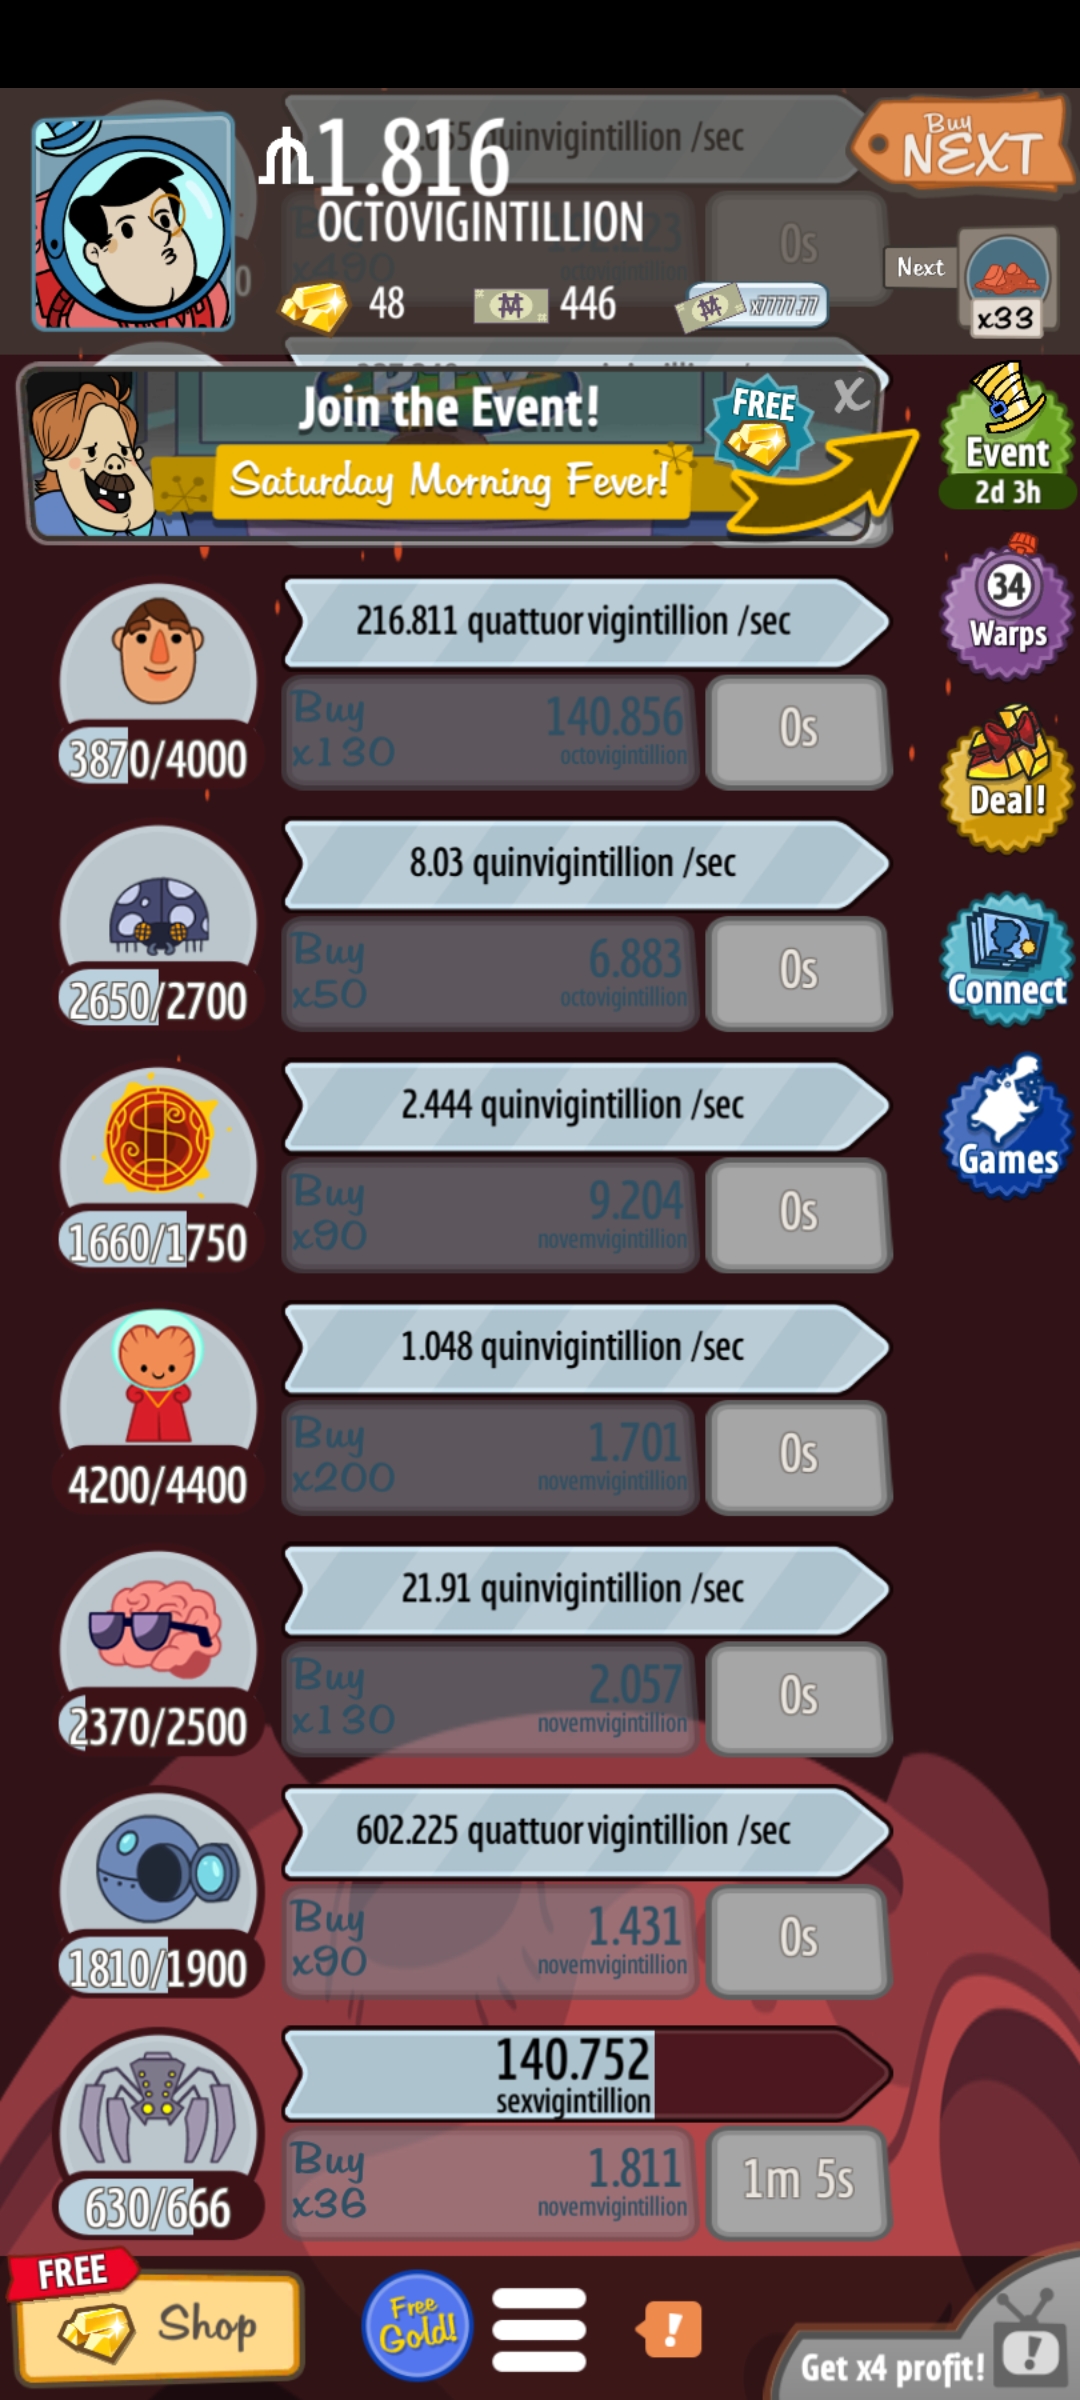 quinvigintillion /sec
1.816
OCTOVIGINTILLION
Buy
NEXT
x490
octovigintillion
0s
48
446
x7777.77
Next
x33
Join the Event!
Saturday Morning Fever!
FREE
X
Event
2d 3h
216.811 quattuorvigintillion /sec
3870/4000
Buy
x130
140.856
octovigintillion
0s
34
Warps
Deal!
8.03 quinvigintillion /sec
2650/2700
Buy
x50
6.883
octovigintillion
0s
Connect
2.444 quinvigintillion /sec
1660/1750
Buy
x90
9.204
novemvigintillion
0s
Games
1.048 quinvigintillion /sec
4200/4400
Buy
x200
1.701
novemvigintillion
0s
21.91 quinvigintillion /sec
2370/2500
Buy
x130
2.057
novemvigintillion
0s
602.225 quattuorvigintillion /sec
1810/1900
Buy
x90
1.431
novemvigintillion
0s
140.752
sexvigintillion
630/666
Buy
x36
1.811
novemvigintillion
1m 5s
FREE
Shop
Free
Gold!
!
Get x4 profit!
!